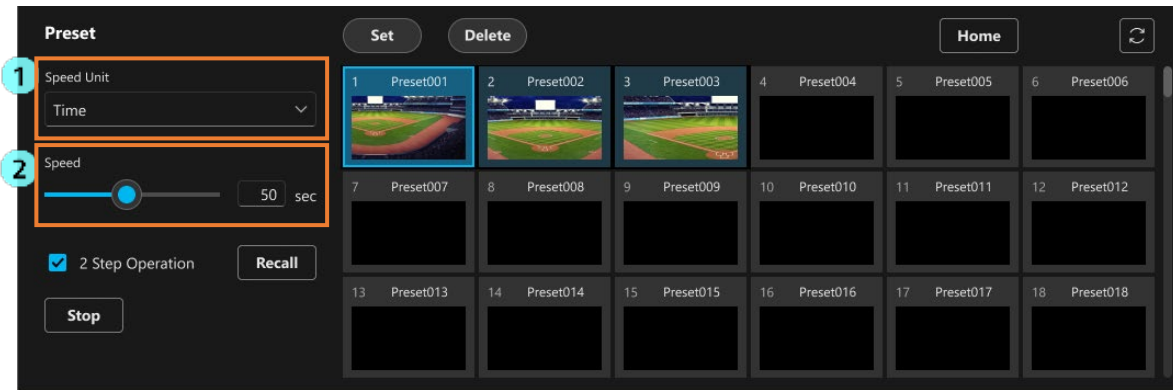 Preset
Set
Delete
Home
1
Speed Unit
Time
2
Speed
50 sec
2 Step Operation
Recall
Stop
1 Preset001
2 Preset002
3 Preset003
4 Preset004
5 Preset005
6 Preset006
7 Preset007
8 Preset008
9 Preset009
10 Preset010
11 Preset011
12 Preset012
13 Preset013
14 Preset014
15 Preset015
16 Preset016
17 Preset017
18 Preset018